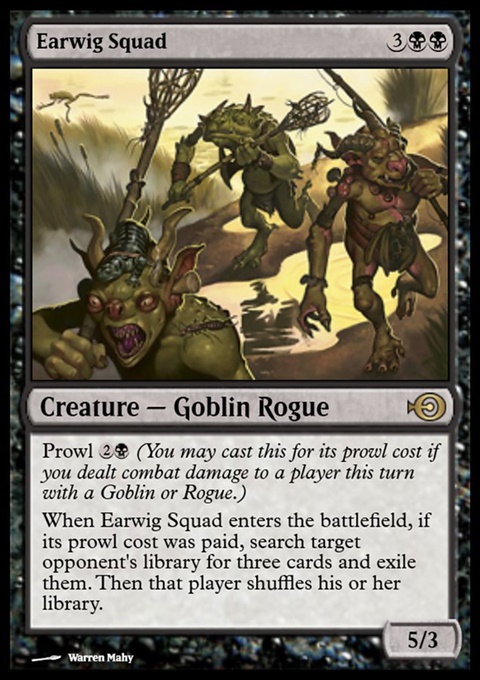 Earwig Squad 3
Creature — Goblin Rogue
Prowl 2 (You may cast this for its prowl cost if
you dealt combat damage to a player this turn
with a Goblin or Rogue.)
When Earwig Squad enters the battlefield, if
its prowl cost was paid, search target
opponent's library for three cards and exile
them. Then that player shuffles his or her
library.
5/3
Warren Mahy